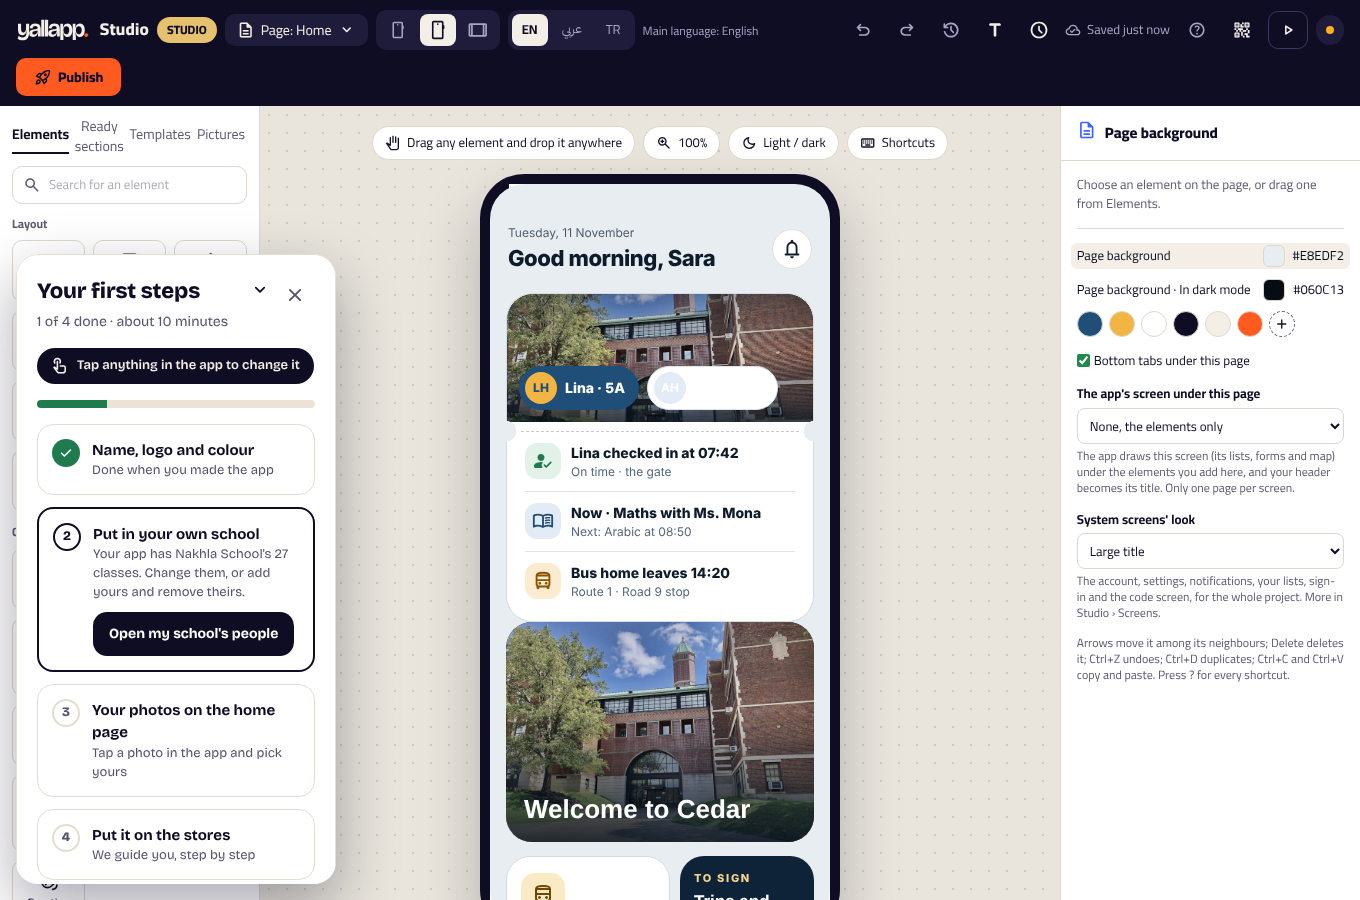 yallapp. Studio STUDIO Page: Home EN عربي TR Main language: English Saved just now
Publish
Elements Ready sections Templates Pictures
Search for an element
Layout
Your first steps
1 of 4 done · about 10 minutes
Tap anything in the app to change it
Name, logo and colour
Done when you made the app
2 Put in your own school
Your app has Nakhla School's 27
classes. Change them, or add
yours and remove theirs.
Open my school's people
3 Your photos on the home
page
Tap a photo in the app and pick
yours
4 Put it on the stores
We guide you, step by step
Drag any element and drop it anywhere 100% Light / dark Shortcuts
Tuesday, 11 November
Good morning, Sara
LH Lina · 5A AH
Lina checked in at 07:42
On time · the gate
Now · Maths with Ms. Mona
Next: Arabic at 08:50
Bus home leaves 14:20
Route 1 · Road 9 stop
Welcome to Cedar
TO SIGN
Page background
Choose an element on the page, or drag one
from Elements.
Page background #E8EDF2
Page background · In dark mode #060C13
Bottom tabs under this page
The app's screen under this page
None, the elements only
The app draws this screen (its lists, forms and map)
under the elements you add here, and your header
becomes its title. Only one page per screen.
System screens' look
Large title
The account, settings, notifications, your lists, sign-
in and the code screen, for the whole project. More in
Studio › Screens.
Arrows move it among its neighbours; Delete deletes
it; Ctrl+Z undoes; Ctrl+D duplicates; Ctrl+C and Ctrl+V
copy and paste. Press ? for every shortcut.